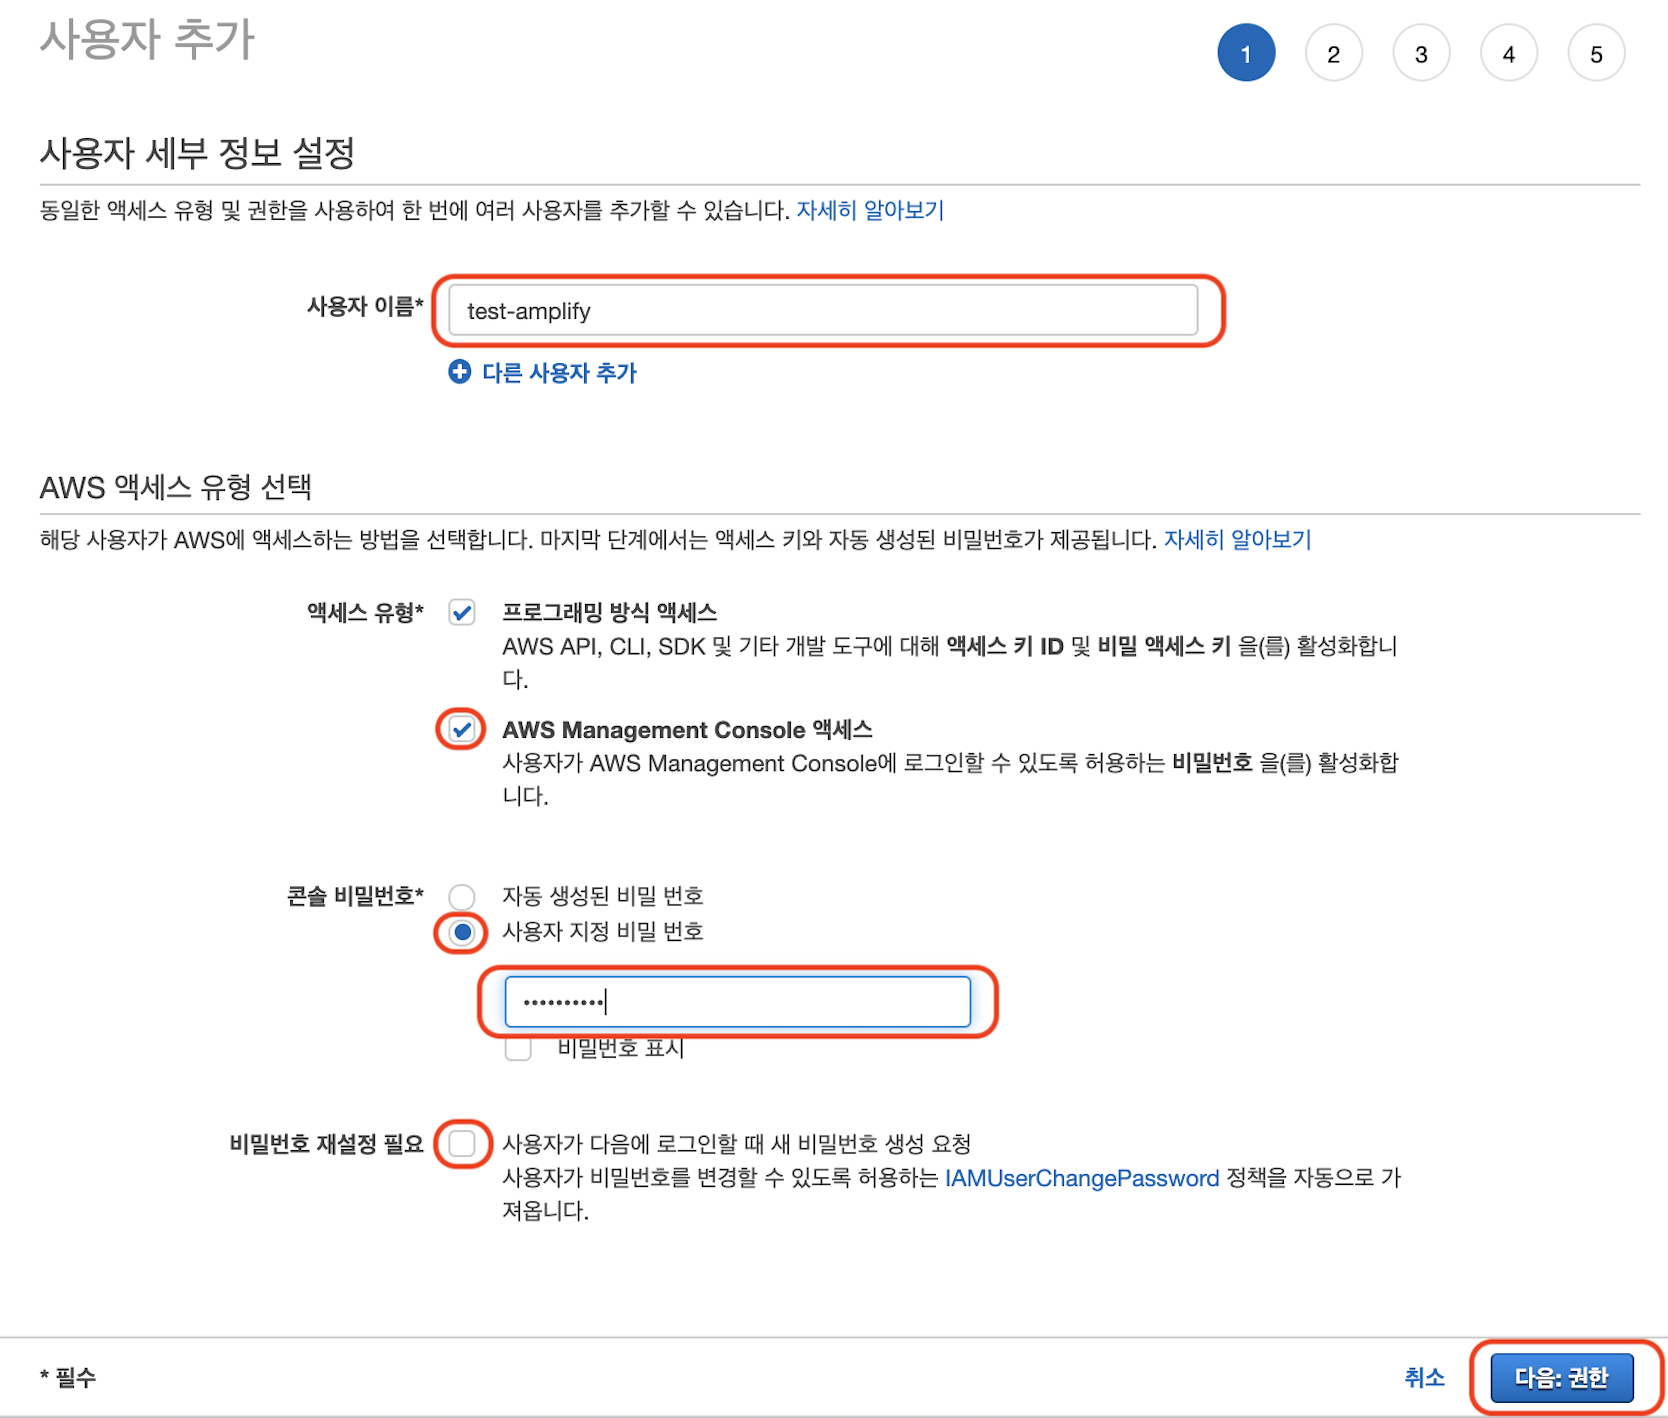 사용자 추가
1 2 3 4 5
사용자 세부 정보 설정
동일한 액세스 유형 및 권한을 사용하여 한 번에 여러 사용자를 추가할 수 있습니다. 자세히 알아보기
사용자 이름* test-amplify
다른 사용자 추가
AWS 액세스 유형 선택
해당 사용자가 AWS에 액세스하는 방법을 선택합니다. 마지막 단계에서는 액세스 키와 자동 생성된 비밀번호가 제공됩니다. 자세히 알아보기
액세스 유형* 프로그래밍 방식 액세스
AWS API, CLI, SDK 및 기타 개발 도구에 대해 액세스 키 ID 및 비밀 액세스 키 을(를) 활성화합니
다.
AWS Management Console 액세스
사용자가 AWS Management Console에 로그인할 수 있도록 허용하는 비밀번호 을(를) 활성화합
니다.
콘솔 비밀번호* 자동 생성된 비밀 번호
사용자 지정 비밀 번호
••••••••••
비밀번호 표시
비밀번호 재설정 필요 사용자가 다음에 로그인할 때 새 비밀번호 생성 요청
사용자가 비밀번호를 변경할 수 있도록 허용하는 IAMUserChangePassword 정책을 자동으로 가
져옵니다.
* 필수 취소 다음: 권한